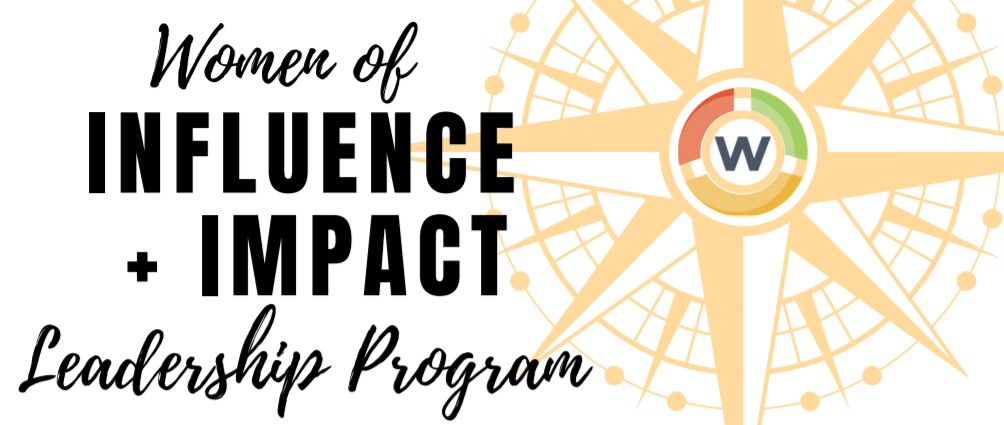 Women of
INFLUENCE
+ IMPACT
Leadership Program
W